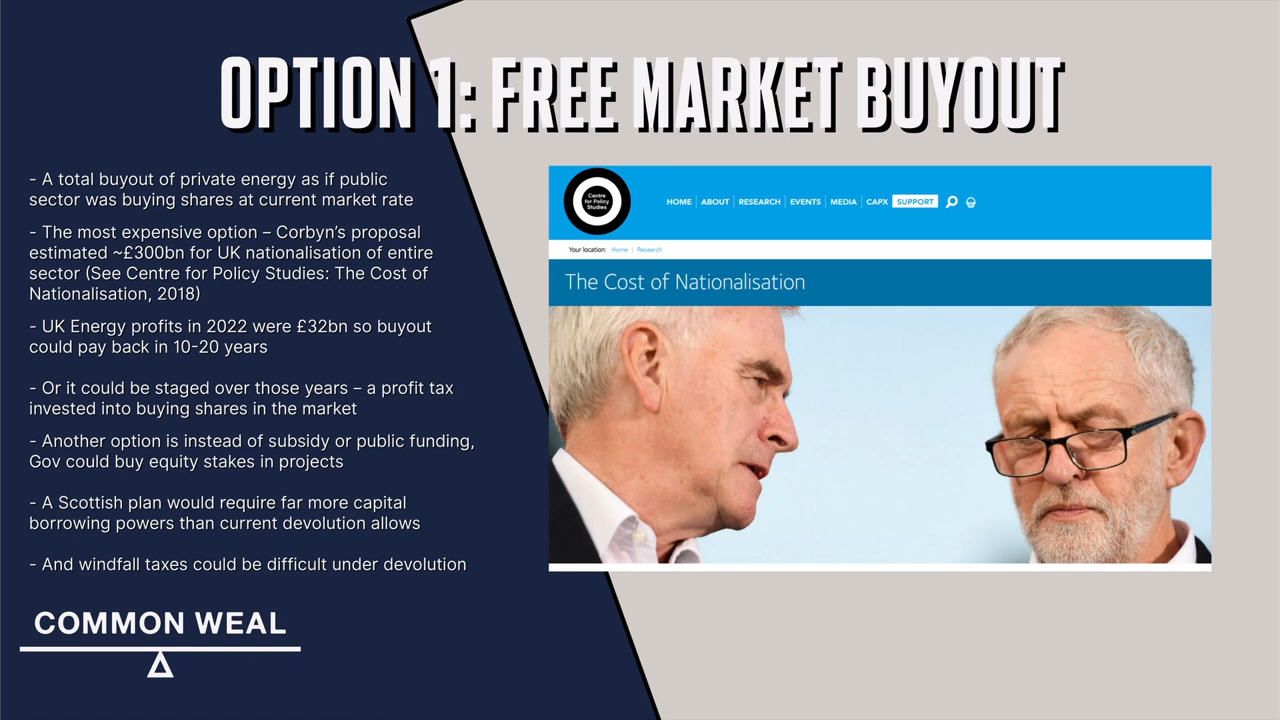 OPTION 1: FREE MARKET BUYOUT
- A total buyout of private energy as if public
sector was buying shares at current market rate
- The most expensive option – Corbyn's proposal
estimated ~£300bn for UK nationalisation of entire
sector (See Centre for Policy Studies: The Cost of
Nationalisation, 2018)
- UK Energy profits in 2022 were £32bn so buyout
could pay back in 10-20 years
- Or it could be staged over those years – a profit tax
invested into buying shares in the market
- Another option is instead of subsidy or public funding,
Gov could buy equity stakes in projects
- A Scottish plan would require far more capital
borrowing powers than current devolution allows
- And windfall taxes could be difficult under devolution
COMMON WEAL
Centre
for Policy
Studies
HOME ABOUT RESEARCH EVENTS MEDIA CAPX SUPPORT
Your location: Home | Research
The Cost of Nationalisation